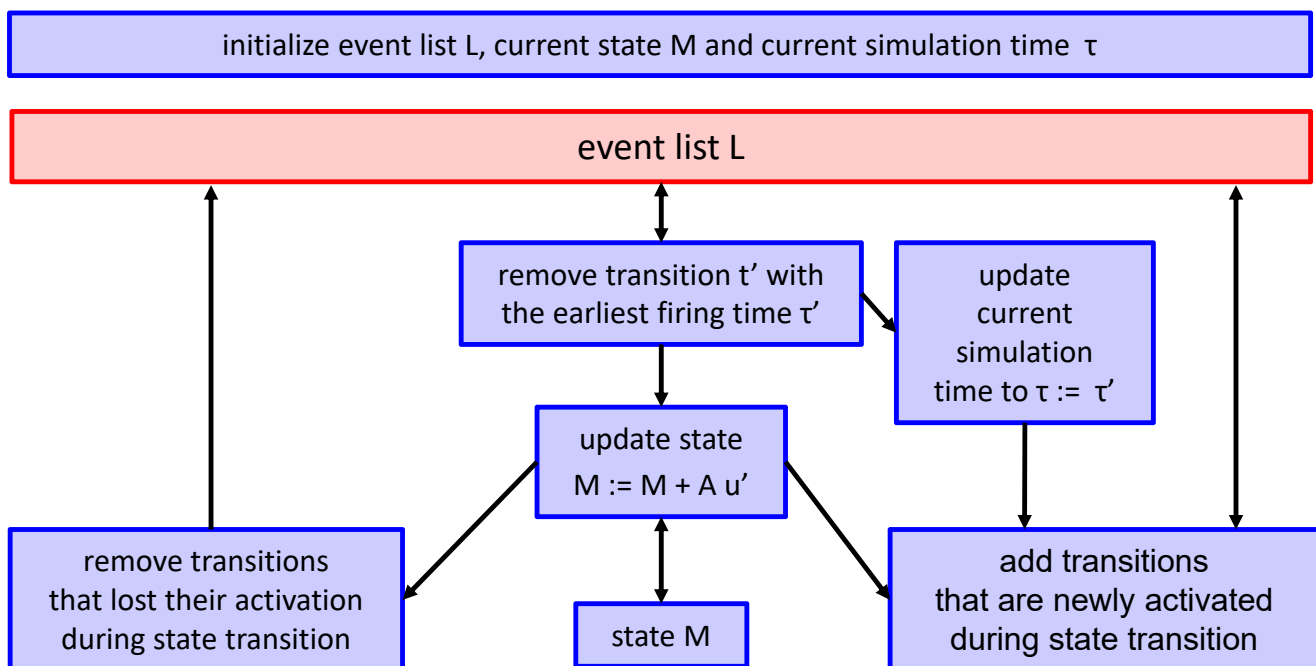 initialize event list L, current state M and current simulation time τ
event list L
remove transition t’ with
the earliest firing time τ’
update
current
simulation
time to τ := τ’
update state
M := M + A u’
remove transitions
that lost their activation
during state transition
state M
add transitions
that are newly activated
during state transition